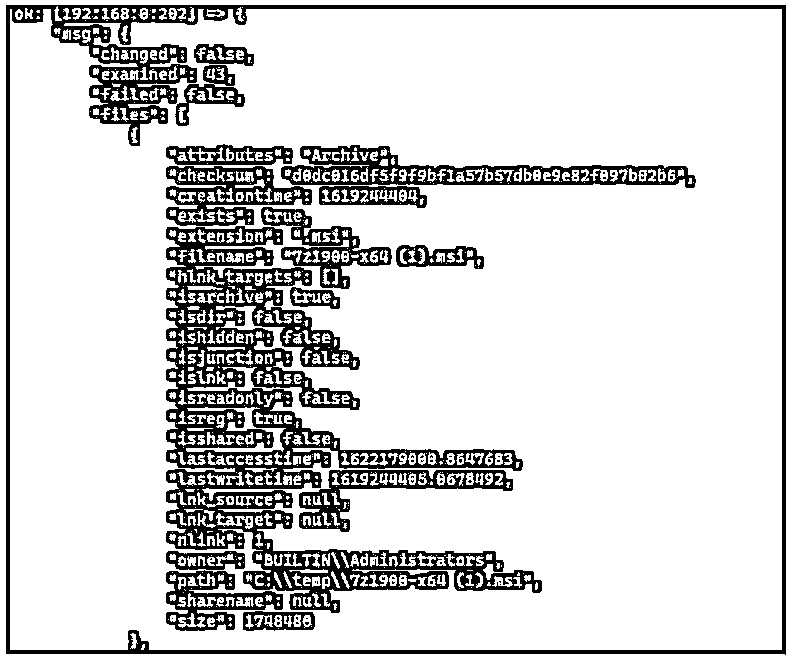 ok: [192.168.0.202] => {
    "msg": {
        "changed": false,
        "examined": 43,
        "failed": false,
        "files": [
            {
                "attributes": "Archive",
                "checksum": "d0dc016df5f9f9bf1a57b57db0e9e82f097b02b6",
                "creationtime": 1619244404,
                "exists": true,
                "extension": ".msi",
                "filename": "7z1900-x64 (1).msi",
                "hlnk_targets": [],
                "isarchive": true,
                "isdir": false,
                "ishidden": false,
                "isjunction": false,
                "islnk": false,
                "isreadonly": false,
                "isreg": true,
                "isshared": false,
                "lastaccesstime": 1622179000.8647683,
                "lastwritetime": 1619244405.0678492,
                "lnk_source": null,
                "lnk_target": null,
                "nlink": 1,
                "owner": "BUILTIN\\Administrators",
                "path": "C:\\temp\\7z1900-x64 (1).msi",
                "sharename": null,
                "size": 1748480
            },